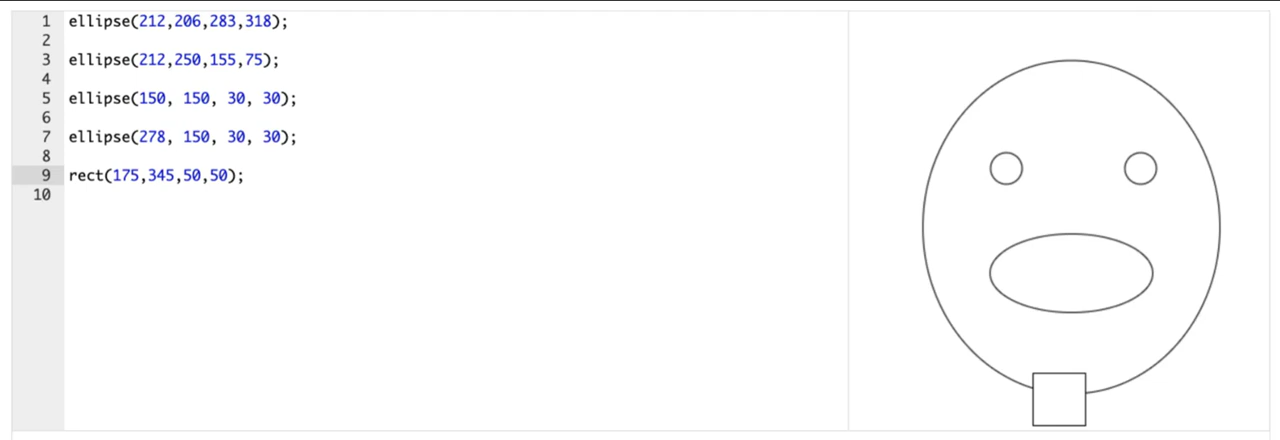 1 ellipse(212,206,283,318);
2
3 ellipse(212,250,155,75);
4
5 ellipse(150, 150, 30, 30);
6
7 ellipse(278, 150, 30, 30);
8
9 rect(175,345,50,50);
10